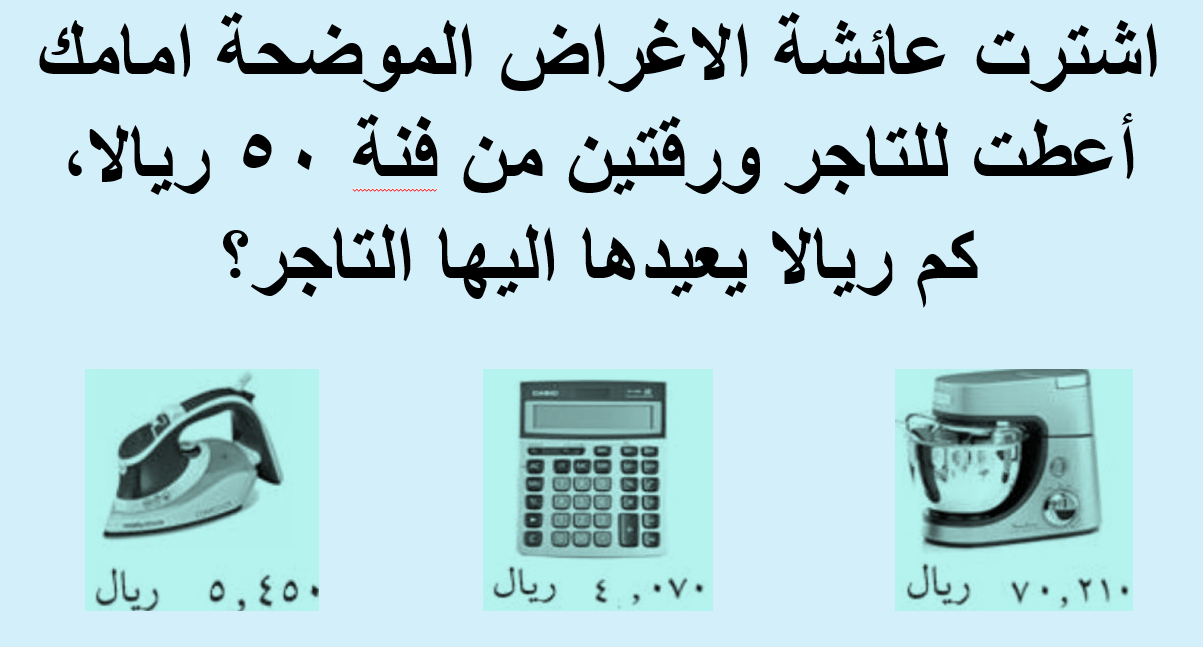 اشترت عائشة الاغراض الموضحة امامك
أعطت للتاجر ورقتين من فئة ٥٠ ريالا،
كم ريالا يعيدها اليها التاجر؟
٧٠,٢١٠ ريال
CASIO
٤,٠٧٠ ريال
٥,٤٥٠ ريال